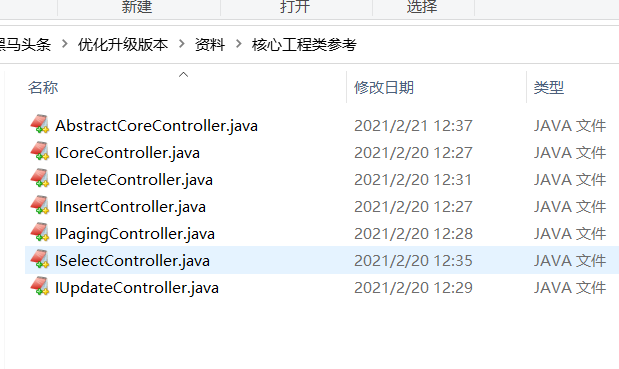 新建 打开 选择
黑马头条 > 优化升级版本 > 资料 > 核心工程类参考
名称 修改日期 类型
AbstractCoreController.java 2021/2/21 12:37 JAVA 文件
ICoreController.java 2021/2/20 12:27 JAVA 文件
IDeleteController.java 2021/2/20 12:31 JAVA 文件
IInsertController.java 2021/2/20 12:27 JAVA 文件
IPagingController.java 2021/2/20 12:28 JAVA 文件
ISelectController.java 2021/2/20 12:35 JAVA 文件
IUpdateController.java 2021/2/20 12:29 JAVA 文件